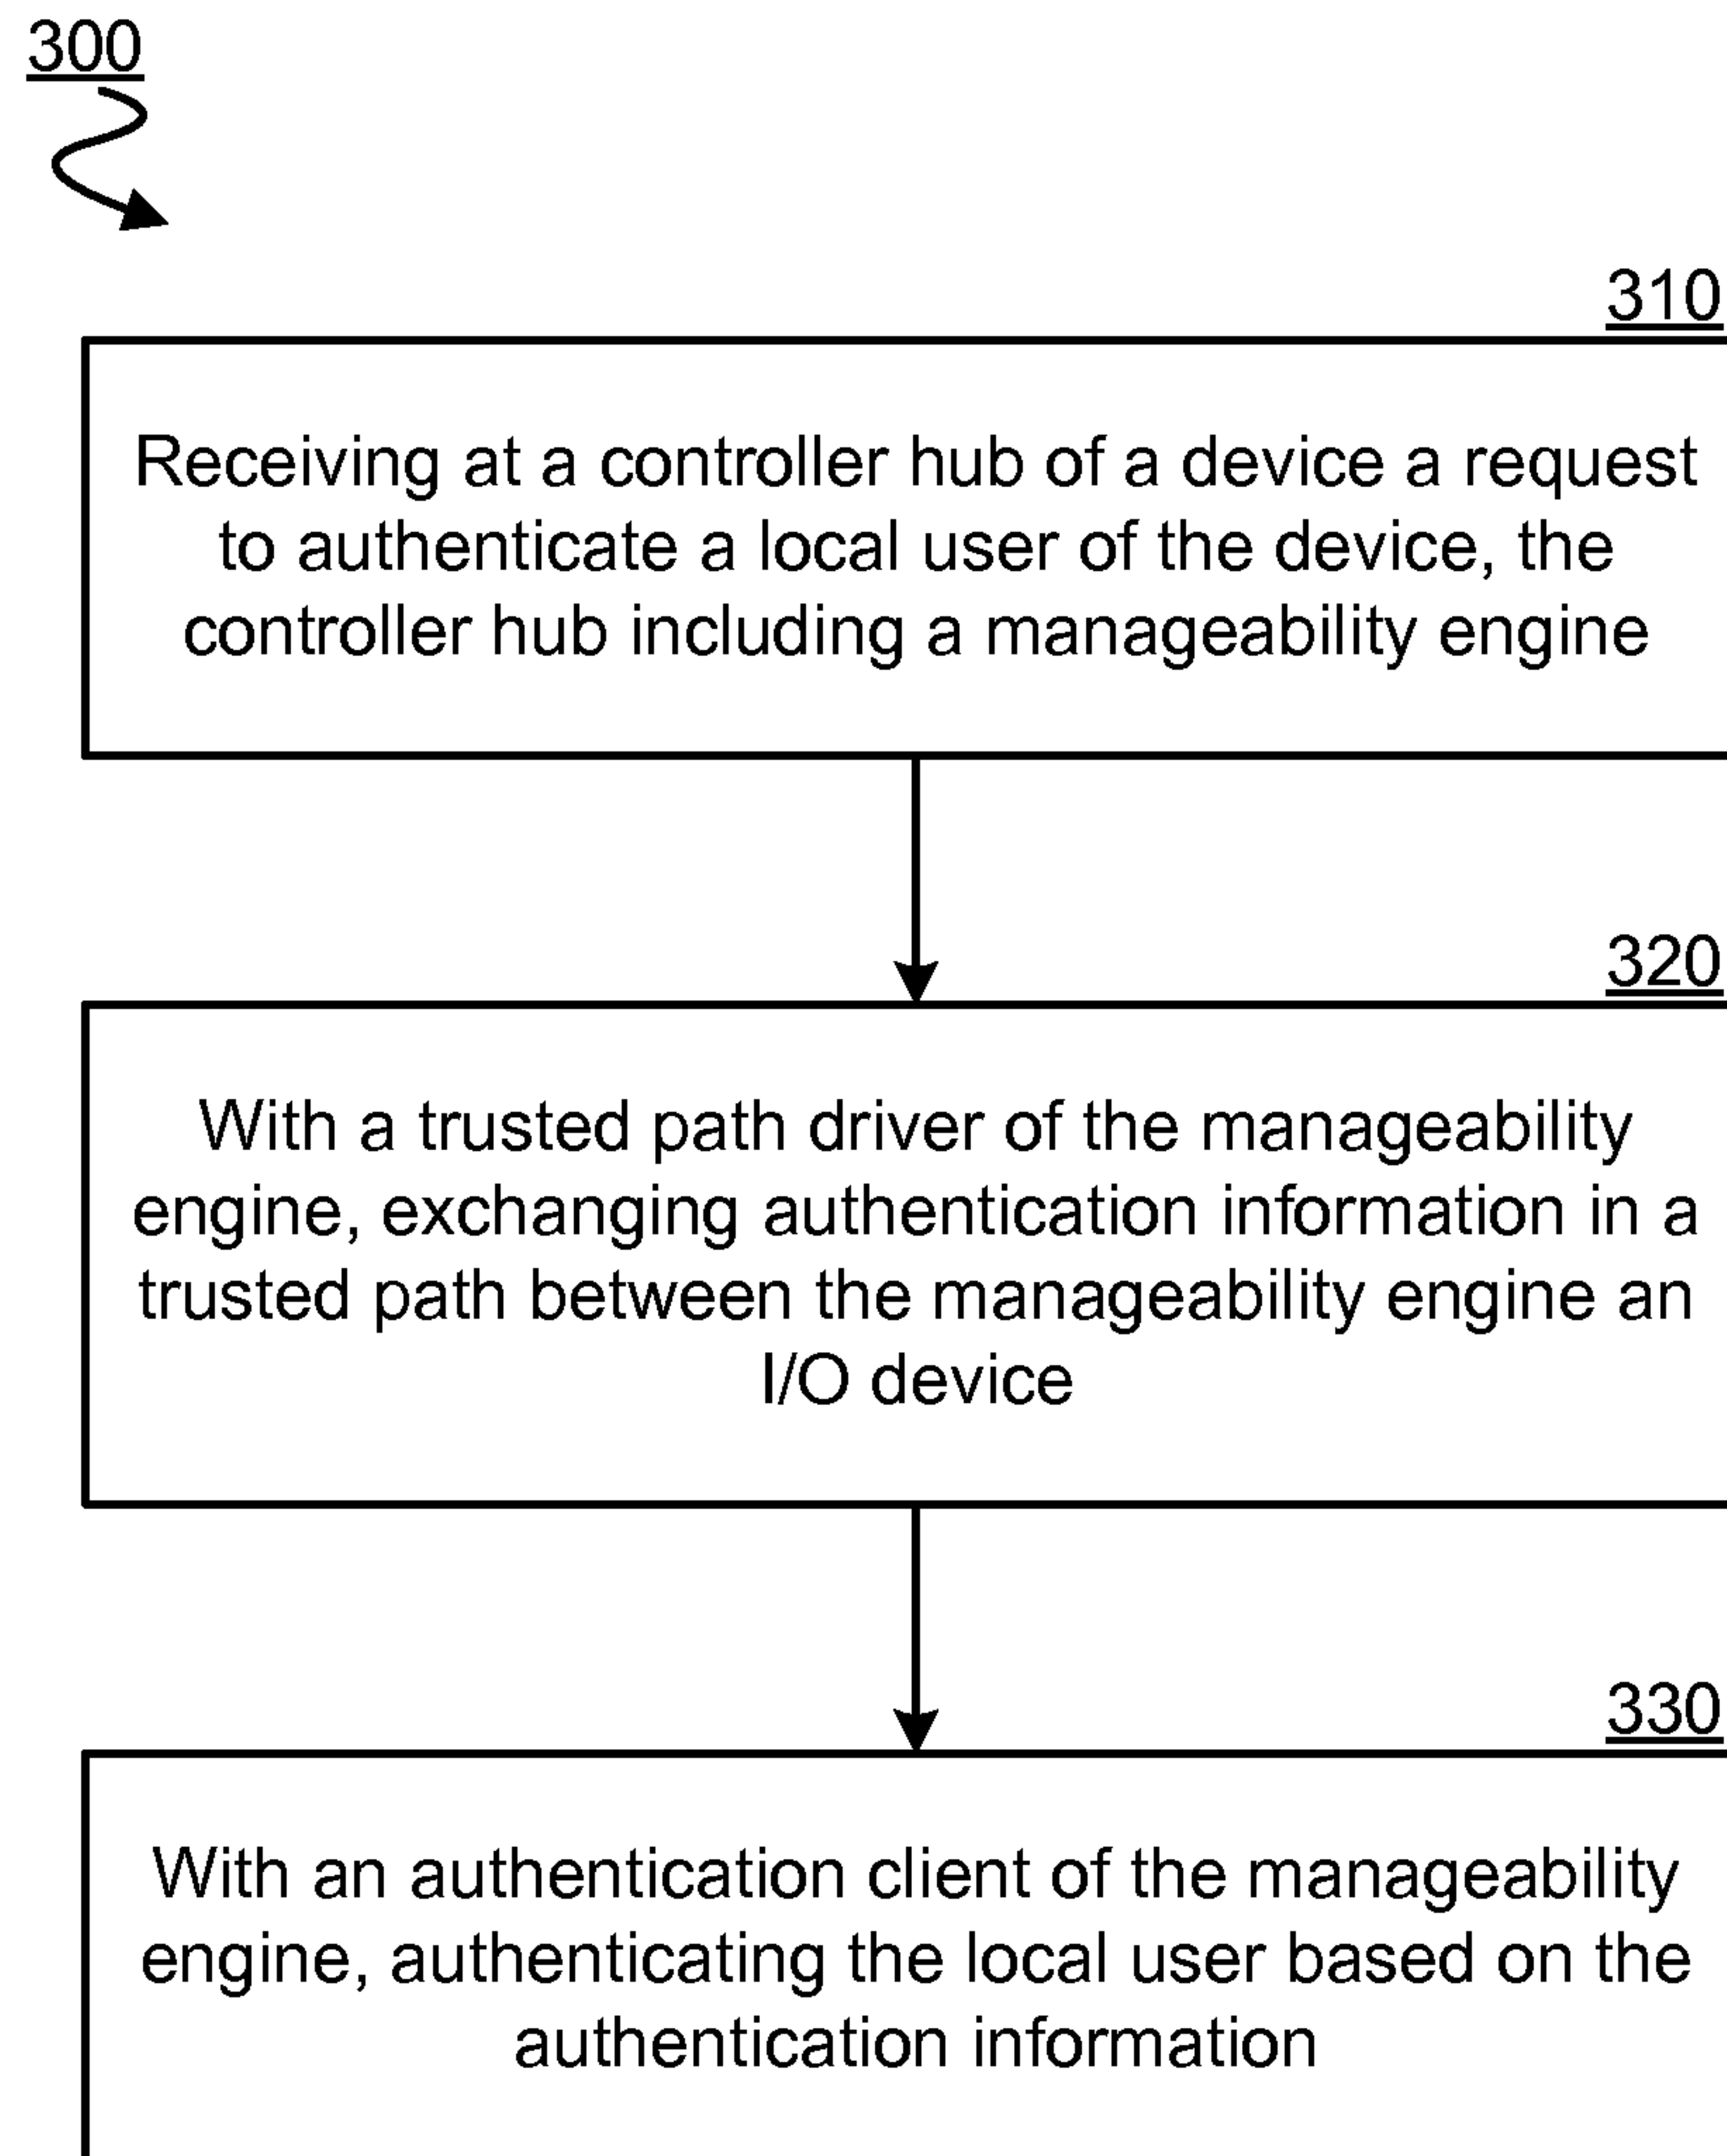 300
310
Receiving at a controller hub of a device a request
to authenticate a local user of the device, the
controller hub including a manageability engine
320
With a trusted path driver of the manageability
engine, exchanging authentication information in a
trusted path between the manageability engine an
I/O device
330
With an authentication client of the manageability
engine, authenticating the local user based on the
authentication information